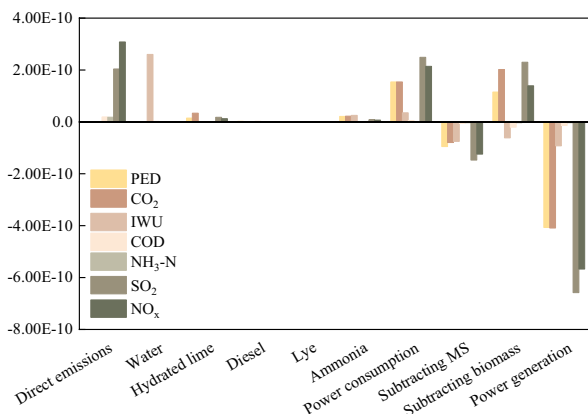 4.00E-10
2.00E-10
0.0
-2.00E-10
-4.00E-10
-6.00E-10
-8.00E-10
PED
CO₂
IWU
COD
NH₃-N
SO₂
NOₓ
Direct emissions
Water
Hydrated lime
Diesel
Lye
Ammonia
Power consumption
Subtracting MS
Subtracting biomass
Power generation